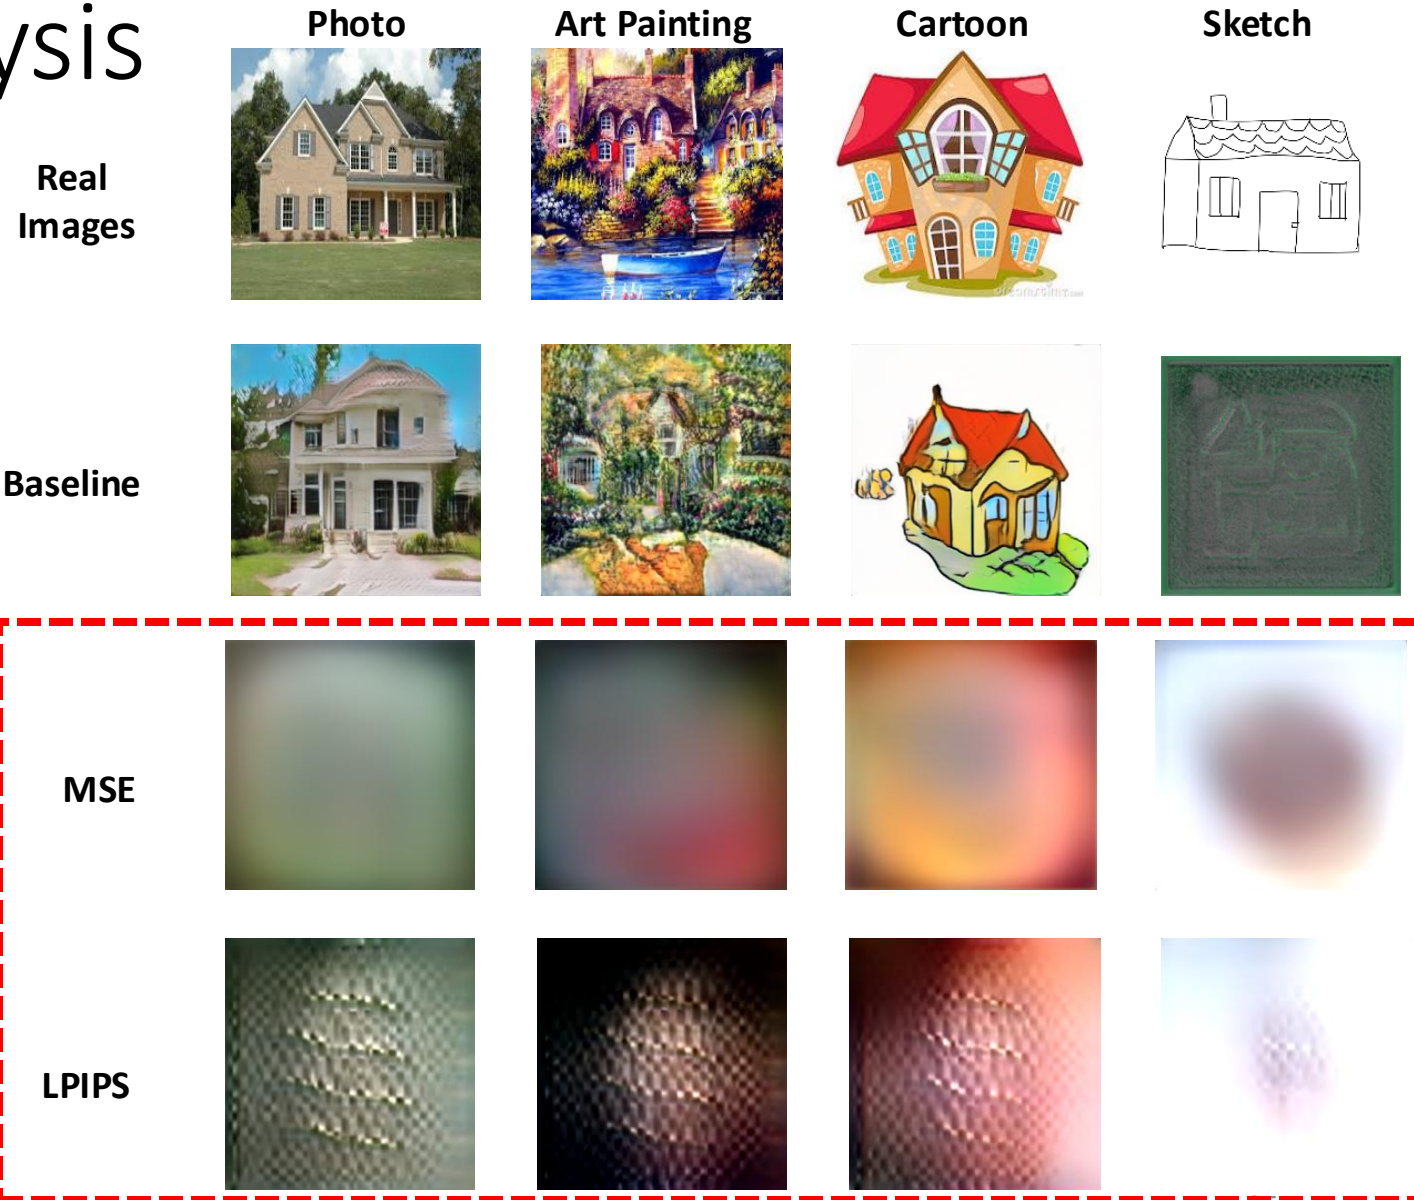 ysis
Photo Art Painting Cartoon Sketch
Real
Images
Baseline
MSE
LPIPS